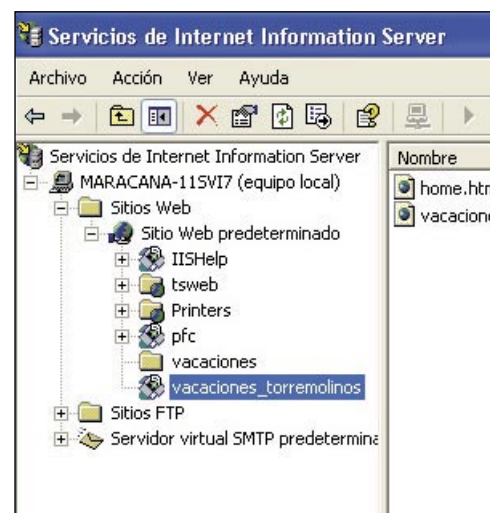 Servicios de Internet Information Server
Archivo Acción Ver Ayuda
Servicios de Internet Information Server
MARACANA-11SVI7 (equipo local)
Sitios Web
Sitio Web predeterminado
IISHelp
tsweb
Printers
pfc
vacaciones
vacaciones_torremolinos
Sitios FTP
Servidor virtual SMTP predetermina
Nombre
home.htm
vacacione